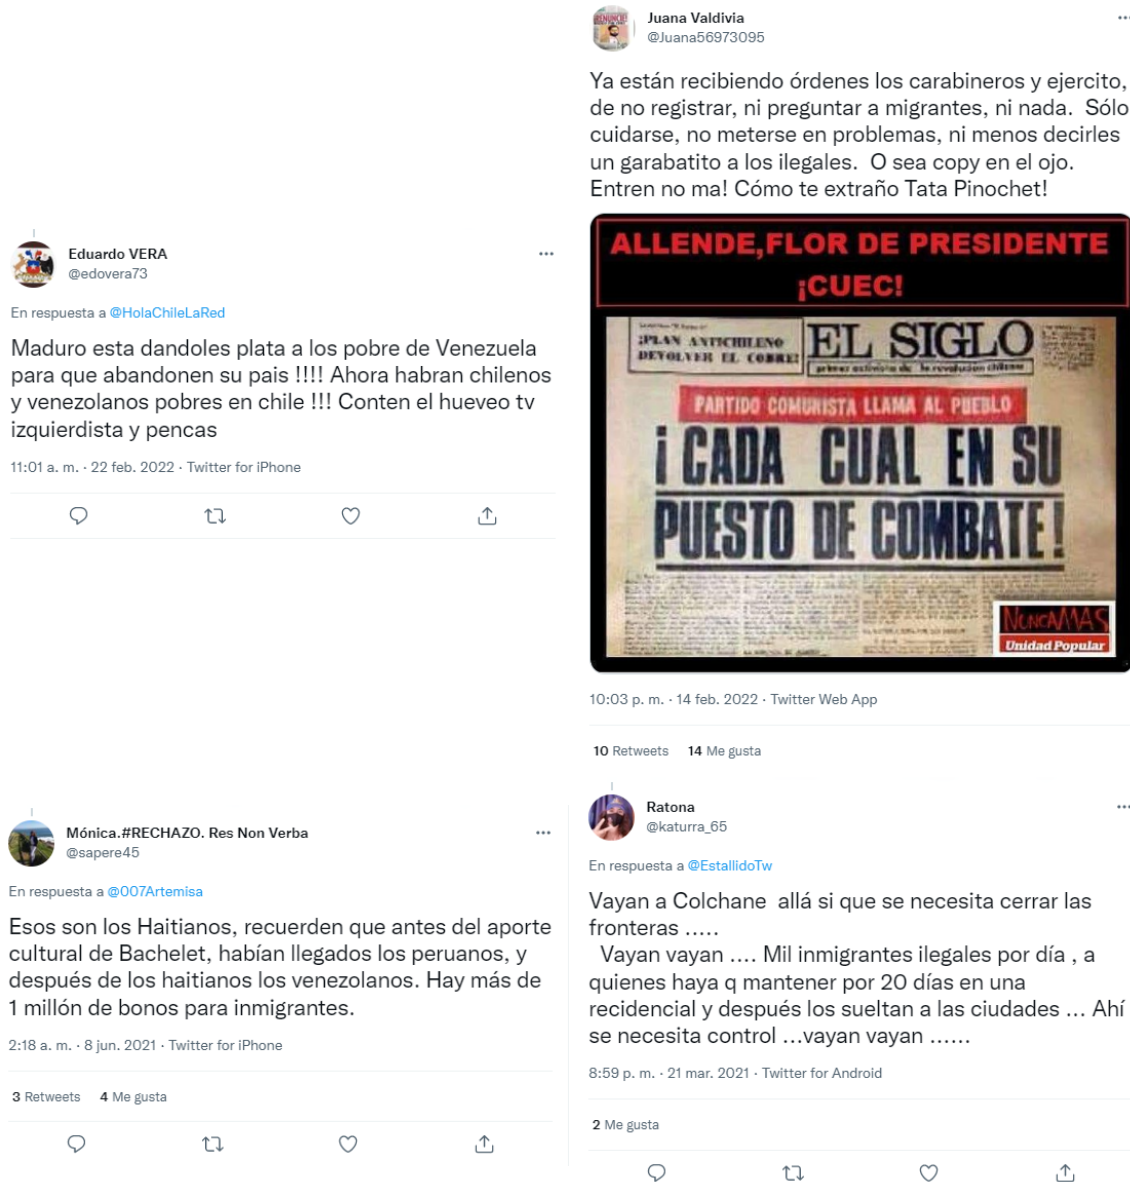 Juana Valdivia
@Juana56973095
Ya están recibiendo órdenes los carabineros y ejercito,
de no registrar, ni preguntar a migrantes, ni nada.  Sólo
cuidarse, no meterse en problemas, ni menos decirles
un garabatito a los ilegales.  O sea copy en el ojo.
Entren no ma! Cómo te extraño Tata Pinochet!
ALLENDE,FLOR DE PRESIDENTE
¡CUEC!
¡PLAN ANTICHILENO
DEVOLVER EL COBRE!
EL SIGLO
primer activista de la revolucion chilena
PARTIDO COMUNISTA LLAMA AL PUEBLO
¡CADA CUAL EN SU
PUESTO DE COMBATE!
NUNCA MAS
Unidad Popular
10:03 p. m. · 14 feb. 2022 · Twitter Web App
10 Retweets 14 Me gusta
Eduardo VERA
@edovera73
En respuesta a @HolaChileLaRed
Maduro esta dandoles plata a los pobre de Venezuela
para que abandonen su pais !!!! Ahora habran chilenos
y venezolanos pobres en chile !!! Conten el hueveo tv
izquierdista y pencas
11:01 a. m. · 22 feb. 2022 · Twitter for iPhone
Mónica.#RECHAZO. Res Non Verba
@sapere45
En respuesta a @007Artemisa
Esos son los Haitianos, recuerden que antes del aporte
cultural de Bachelet, habían llegados los peruanos, y
después de los haitianos los venezolanos. Hay más de
1 millón de bonos para inmigrantes.
2:18 a. m. · 8 jun. 2021 · Twitter for iPhone
3 Retweets 4 Me gusta
Ratona
@katurra_65
En respuesta a @EstallidoTw
Vayan a Colchane  allá si que se necesita cerrar las
fronteras .....
Vayan vayan .... Mil inmigrantes ilegales por día , a
quienes haya q mantener por 20 días en una
recidencial y después los sueltan a las ciudades ... Ahí
se necesita control ...vayan vayan ......
8:59 p. m. · 21 mar. 2021 · Twitter for Android
2 Me gusta